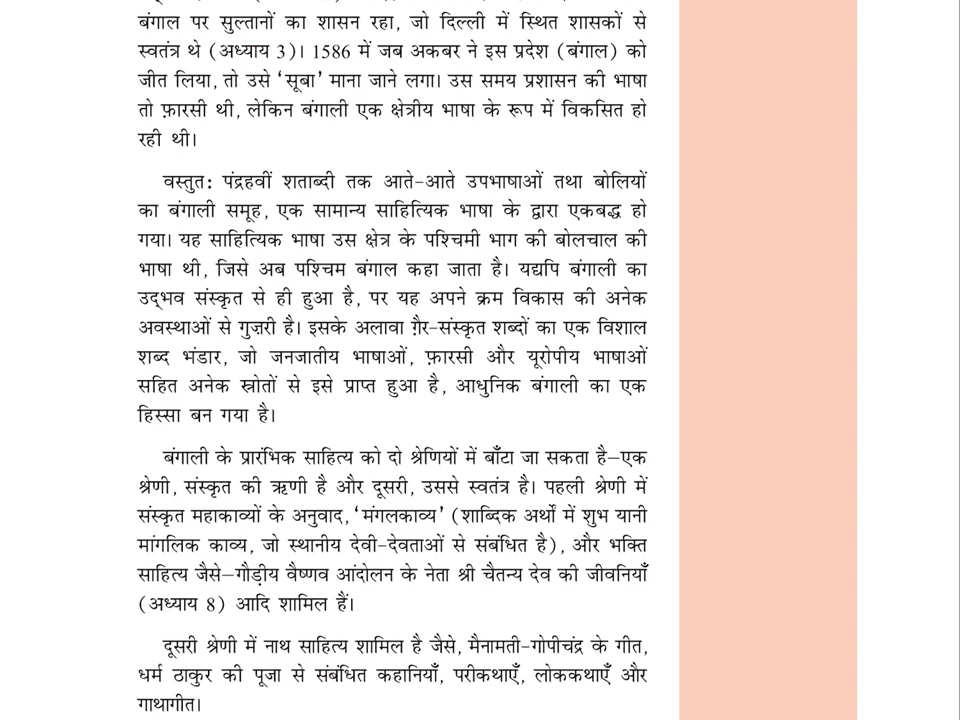 बंगाल पर सुल्तानों का शासन रहा, जो दिल्ली में स्थित शासकों से
स्वतंत्र थे (अध्याय 3)। 1586 में जब अकबर ने इस प्रदेश (बंगाल) को
जीत लिया, तो उसे ‘सूबा’ माना जाने लगा। उस समय प्रशासन की भाषा
तो फ़ारसी थी, लेकिन बंगाली एक क्षेत्रीय भाषा के रूप में विकसित हो
रही थी।
वस्तुत: पंद्रहवीं शताब्दी तक आते-आते उपभाषाओं तथा बोलियों
का बंगाली समूह, एक सामान्य साहित्यिक भाषा के द्वारा एकबद्ध हो
गया। यह साहित्यिक भाषा उस क्षेत्र के पश्चिमी भाग की बोलचाल की
भाषा थी, जिसे अब पश्चिम बंगाल कहा जाता है। यद्यपि बंगाली का
उद्‌भव संस्कृत से ही हुआ है, पर यह अपने क्रम विकास की अनेक
अवस्थाओं से गुज़री है। इसके अलावा ग़ैर-संस्कृत शब्दों का एक विशाल
शब्द भंडार, जो जनजातीय भाषाओं, फ़ारसी और यूरोपीय भाषाओं
सहित अनेक स्रोतों से इसे प्राप्त हुआ है, आधुनिक बंगाली का एक
हिस्सा बन गया है।
बंगाली के प्रारंभिक साहित्य को दो श्रेणियों में बाँटा जा सकता है–एक
श्रेणी, संस्कृत की ऋणी है और दूसरी, उससे स्वतंत्र है। पहली श्रेणी में
संस्कृत महाकाव्यों के अनुवाद, ‘मंगलकाव्य’ (शाब्दिक अर्थों में शुभ यानी
मांगलिक काव्य, जो स्थानीय देवी-देवताओं से संबंधित है), और भक्ति
साहित्य जैसे–गौड़ीय वैष्णव आंदोलन के नेता श्री चैतन्य देव की जीवनियाँ
(अध्याय 8) आदि शामिल हैं।
दूसरी श्रेणी में नाथ साहित्य शामिल है जैसे, मैनामती-गोपीचंद्र के गीत,
धर्म ठाकुर की पूजा से संबंधित कहानियाँ, परीकथाएँ, लोककथाएँ और
गाथागीत।